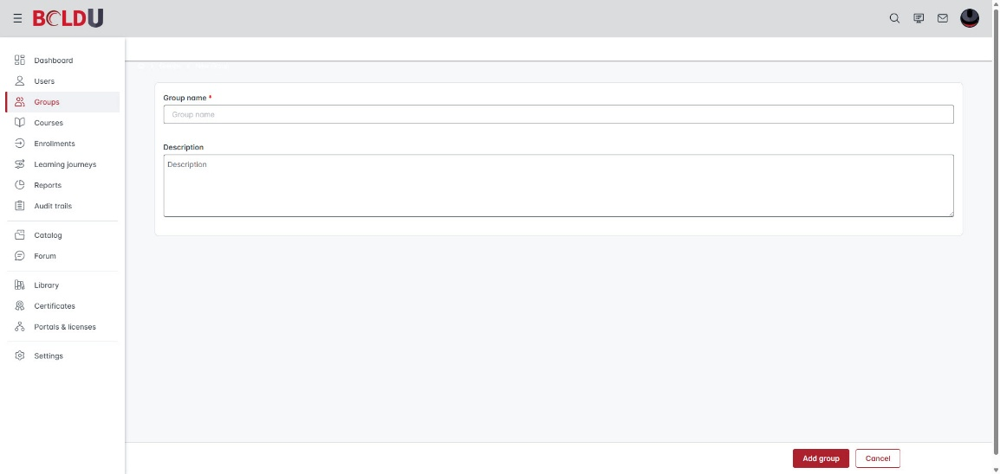 BOLDU
Dashboard
Users
Groups
Courses
Enrollments
Learning journeys
Reports
Audit trails
Catalog
Forum
Library
Certificates
Portals & licenses
Settings
Group name *
Group name
Description
Description
Add group
Cancel